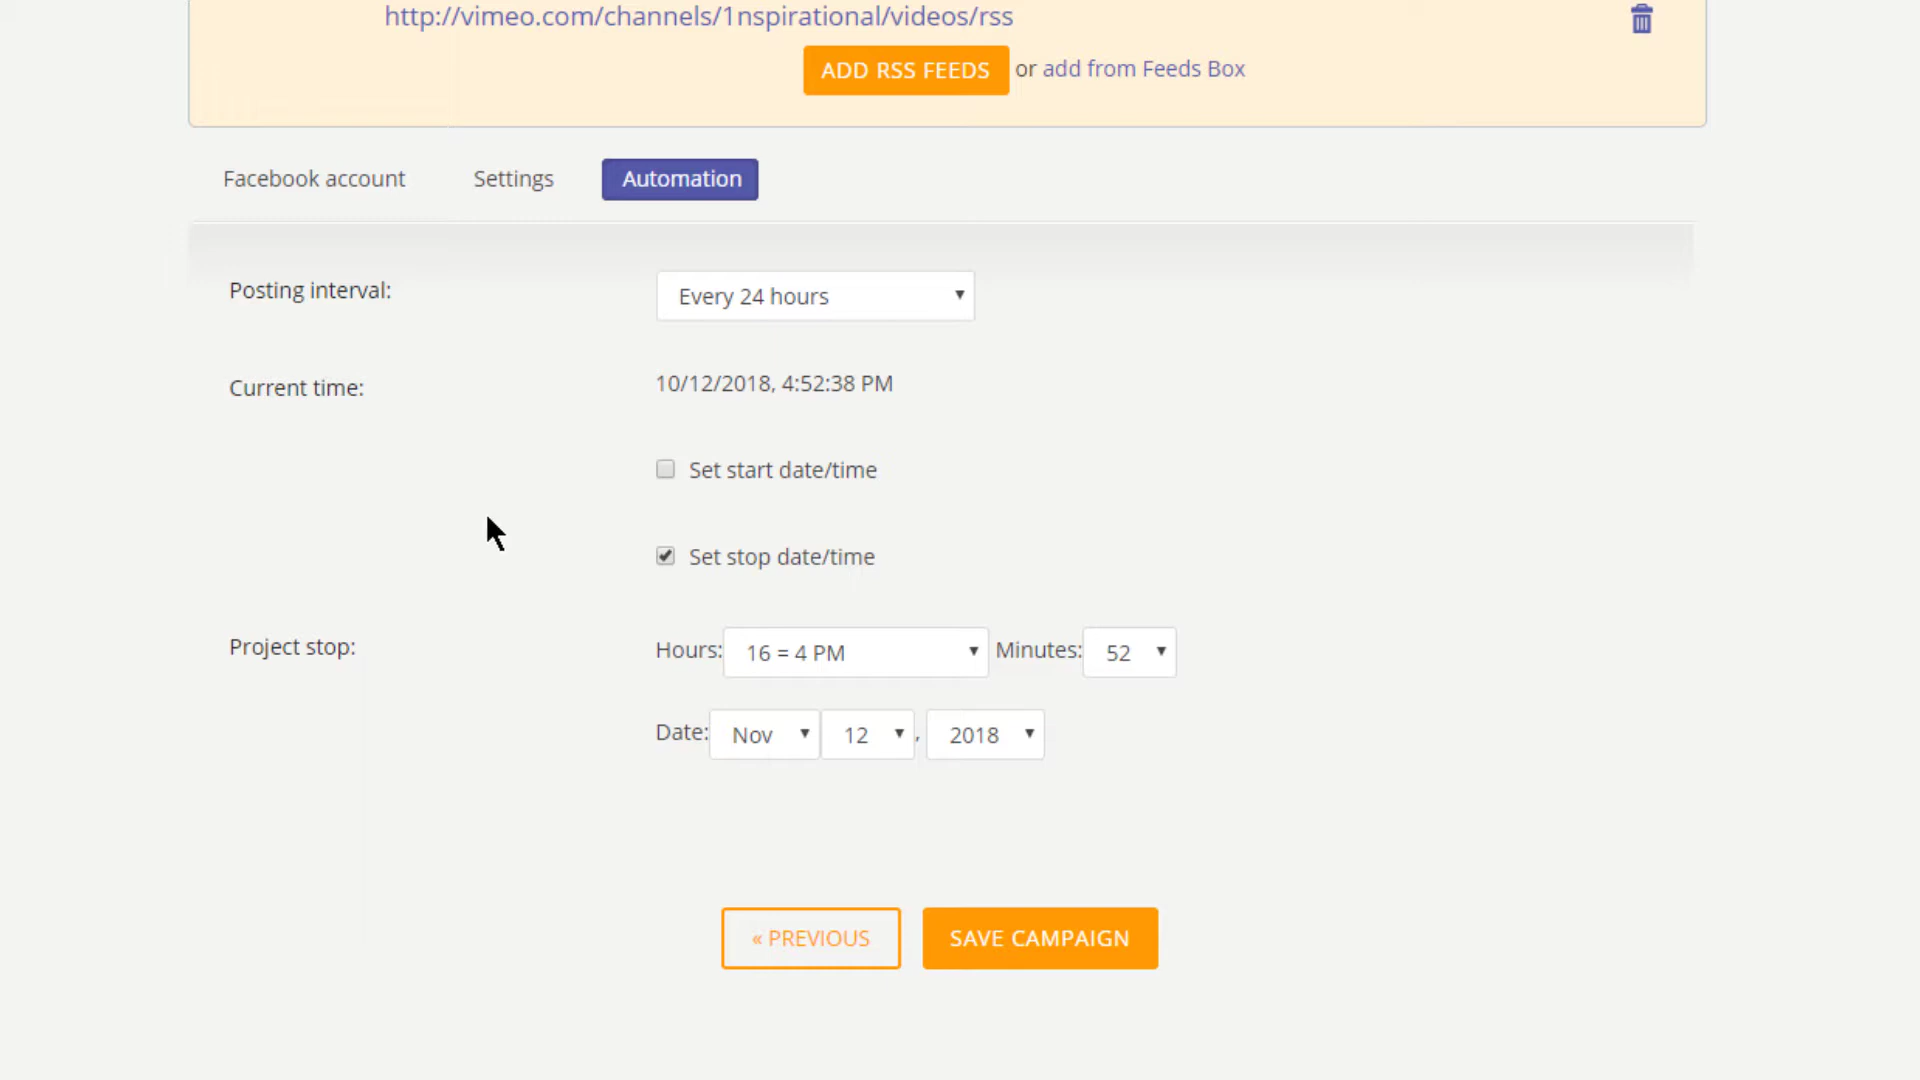 http://vimeo.com/channels/1nspirational/videos/rss
ADD RSS FEEDS or add from Feeds Box
Facebook account Settings Automation
Posting interval: Every 24 hours
Current time: 10/12/2018, 4:52:38 PM
Set start date/time
Set stop date/time
Project stop: Hours: 16 = 4 PM Minutes: 52
Date: Nov 12 , 2018
« PREVIOUS SAVE CAMPAIGN